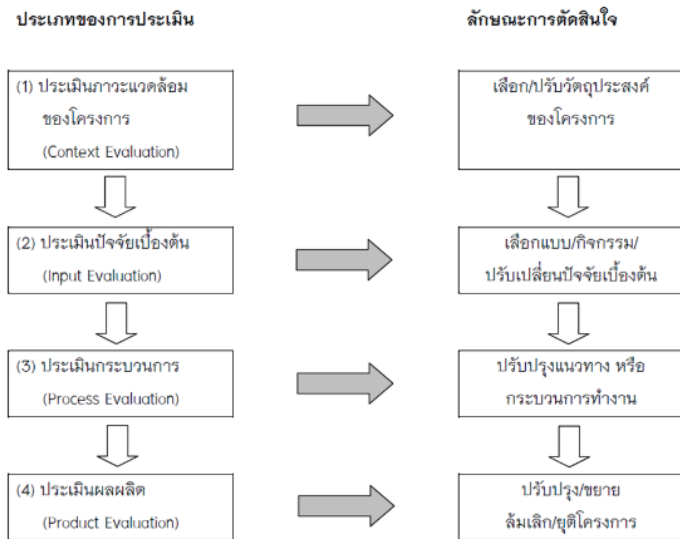 ประเภทของการประเมิน
ลักษณะการตัดสินใจ
(1) ประเมินภาวะแวดล้อม
ของโครงการ
(Context Evaluation)
เลือก/ปรับวัตถุประสงค์
ของโครงการ
(2) ประเมินปัจจัยเบื้องต้น
(Input Evaluation)
เลือกแบบ/กิจกรรม/
ปรับเปลี่ยนปัจจัยเบื้องต้น
(3) ประเมินกระบวนการ
(Process Evaluation)
ปรับปรุงแนวทาง หรือ
กระบวนการทำงาน
(4) ประเมินผลผลิต
(Product Evaluation)
ปรับปรุง/ขยาย
ล้มเลิก/ยุติโครงการ